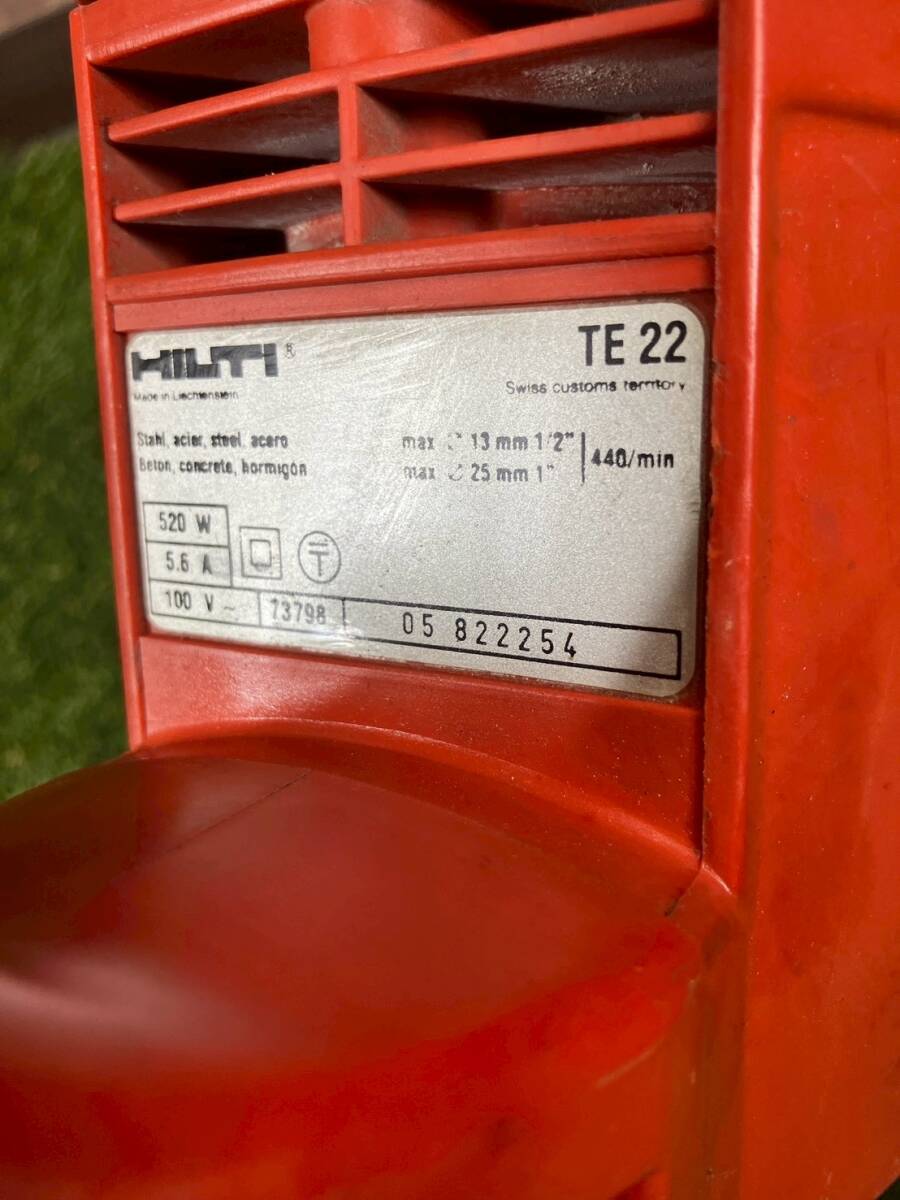 HILTI ® TE 22
Made in Liechtenstein Swiss customs territory
Stahl, acier, steel, acero max ∅ 13 mm 1/2" 440/min
Beton, concrete, hormigón max ∅ 25 mm 1"
520 W
5.6 A
100 V ~ 73798 05 822254